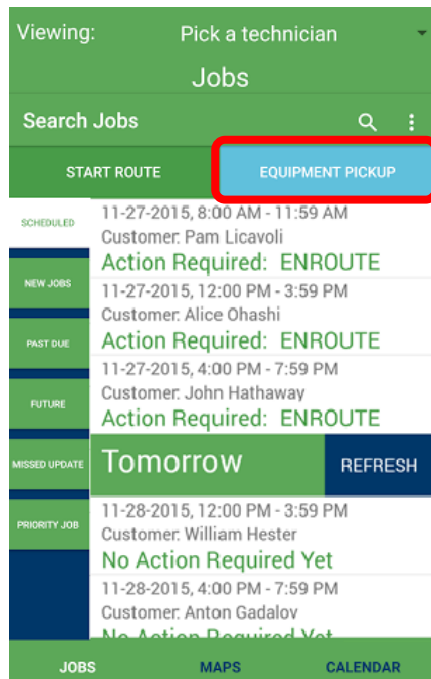 Viewing: Pick a technician
Jobs
Search Jobs
START ROUTE EQUIPMENT PICKUP
SCHEDULED
NEW JOBS
PAST DUE
FUTURE
MISSED UPDATE
PRIORITY JOB
11-27-2015, 8:00 AM - 11:59 AM
Customer: Pam Licavoli
Action Required: ENROUTE
11-27-2015, 12:00 PM - 3:59 PM
Customer: Alice Ohashi
Action Required: ENROUTE
11-27-2015, 4:00 PM - 7:59 PM
Customer: John Hathaway
Action Required: ENROUTE
Tomorrow REFRESH
11-28-2015, 12:00 PM - 3:59 PM
Customer: William Hester
No Action Required Yet
11-28-2015, 4:00 PM - 7:59 PM
Customer: Anton Gadalov
No Action Required Yet
JOBS MAPS CALENDAR